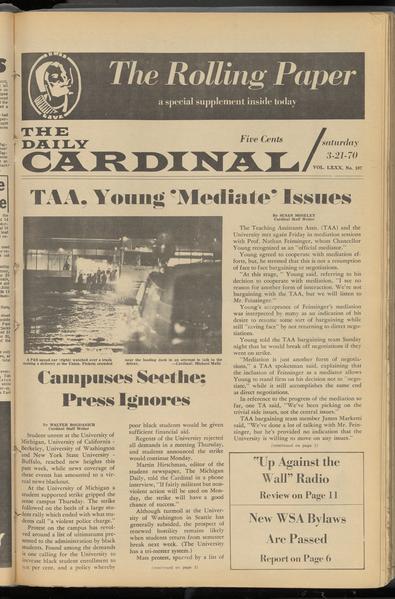 The Rolling Paper
a special supplement inside today
THE
DAILY
CARDINAL
Five Cents
saturday
3-21-70
VOL. LXXX, No. 107
TAA, Young 'Mediate' Issues
By SUSAN MOSELEY
Cardinal Staff Writer
The Teaching Assistants Assn. (TAA) and the
University met again Friday in mediation sessions
with Prof. Nathan Feinsinger, whom Chancellor
Young recognized as an "official mediator."
Young agreed to cooperate with mediation ef-
forts, but, he stressed that this is not a resumption
of face to face bargaining or negotiations.
"At this stage," Young said, referring to his
decision to cooperate with mediation, "I see no
reason for another form of interaction. We're not
bargaining with the TAA, but we will listen to
Mr. Feinsinger."
Young's acceptance of Feinsinger's mediation
was interpreted by many as an indication of his
desire to resume some sort of bargaining while
still "saving face" by not returning to direct nego-
tiations.
Young told the TAA bargaining team Sunday
night that he would break off negotiations if they
went on strike.
"Mediation is just another form of negotia-
tions," a TAA spokesman said, explaining that
the inclusion of Feinsinger as a mediator allows
Young to stand firm on his decision not to "nego-
tiate," while it still accomplishes the same end
as direct negotiations.
In reference to the progress of the mediation so
far, one TA said, "We've been picking on the
trivial side issues, not the central issues."
TAA bargaining team member James Marketti
said, "We've done a lot of talking with Mr. Fein-
singer, but he's provided no indication that the
University is willing to move on any issues."
(continued on page 3)
A TAA
watched over a truck
making a delivery at the Union. Pickets crowded
near the loading dock in an attempt to talk to the
driver.
—Cardinal, Michael Mally
Campuses Seethe;
Press Ignores
By WALTER BOGDANICH
Cardinal Staff Writer
Student unrest at the University of
Michigan, University of California -
Berkeley, University of Washington
and New York State University -
Buffalo, reached new heights this
past week, while news coverage of
these events has amounted to a vir-
tual news blackout.
At the University of Michigan a
student supported strike gripped the
entire campus Thursday. The strike
followed on the heels of a large stu-
dent rally which ended with what stu-
dents call "a violent police charge."
Protest on the campus has revol-
ved around a list of ultimatums pre-
sented to the administration by black
students. Found among the demands
is one calling for the University to
increase black student enrollment to
ten per cent, and a policy whereby
poor black students would be given
sufficient financial aid.
Regents of the University rejected
all demands in a meeting Thursday,
and students announced the strike
would continue Monday.
Martin Hirschman, editor of the
student newspaper, The Michigan
Daily, told the Cardinal in a phone
interview, "If fairly militant but non-
violent action will be used on Mon-
day, the strike will have a good
chance of success."
Although turmoil at the Univer-
sity of Washington in Seattle has
generally subsided, the prospect of
renewed hostility remains likely
when students return from semester
break next week. (The University
has a tri-mester system.)
Mass protest, spurred by a list of
(continued on page 3)
"Up Against the
Wall" Radio
Review on Page 11
New WSA Bylaws
Are Passed
Report on Page 6